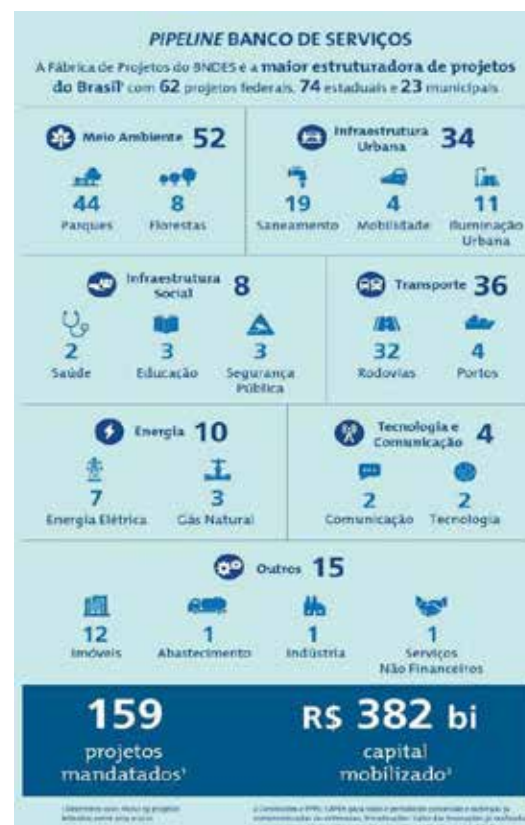 PIPELINE BANCO DE SERVIÇOS
A Fábrica de Projetos do BNDES é a maior estruturadora de projetos
do Brasil¹ com 62 projetos federais, 74 estaduais e 23 municipais
Meio Ambiente 52
44
Parques
8
Florestas
Infraestrutura
Urbana
34
19
Saneamento
4
Mobilidade
11
Iluminação
Urbana
Infraestrutura
Social
8
2
Saúde
3
Educação
3
Segurança
Pública
Transporte 36
32
Rodovias
4
Portos
Energia 10
7
Energia Elétrica
3
Gás Natural
Tecnologia e
Comunicação
4
2
Comunicação
2
Tecnologia
Outros 15
12
Imóveis
1
Abastecimento
1
Indústria
1
Serviços
Não Financeiros
159
projetos
mandatados¹
R$ 382 bi
capital
mobilizado²